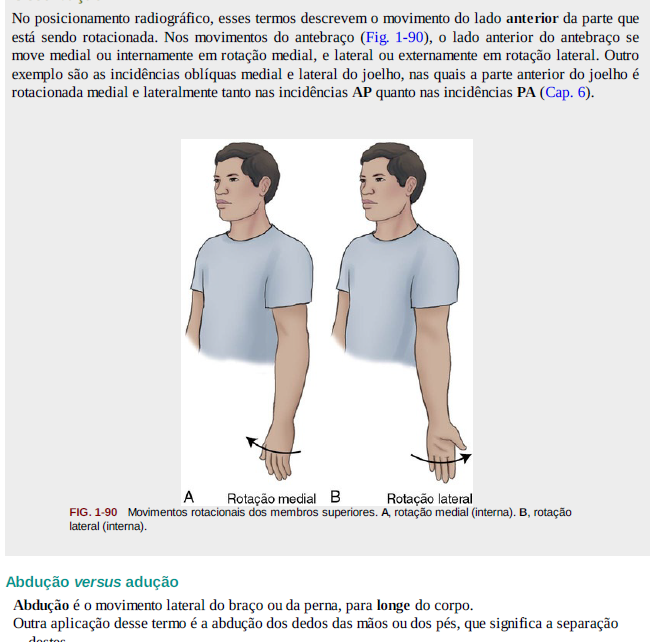 No posicionamento radiográfico, esses termos descrevem o movimento do lado anterior da parte que
está sendo rotacionada. Nos movimentos do antebraço (Fig. 1-90), o lado anterior do antebraço se
move medial ou internamente em rotação medial, e lateral ou externamente em rotação lateral. Outro
exemplo são as incidências oblíquas medial e lateral do joelho, nas quais a parte anterior do joelho é
rotacionada medial e lateralmente tanto nas incidências AP quanto nas incidências PA (Cap. 6).
A Rotação medial B Rotação lateral
FIG. 1-90 Movimentos rotacionais dos membros superiores. A, rotação medial (interna). B, rotação
lateral (interna).
Abdução versus adução
Abdução é o movimento lateral do braço ou da perna, para longe do corpo.
Outra aplicação desse termo é a abdução dos dedos das mãos ou dos pés, que significa a separação